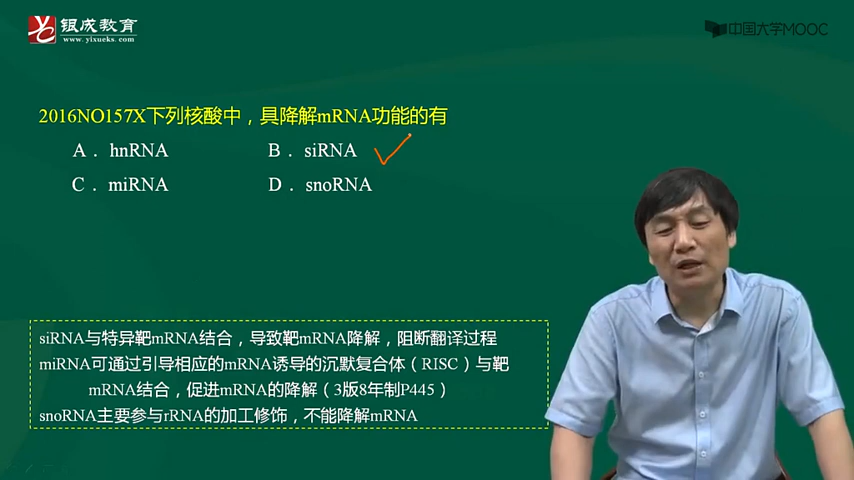 银成教育
www.yixueks.com
中国大学MOOC
2016NO157X下列核酸中，具降解mRNA功能的有
A． hnRNA
B． siRNA
C． miRNA
D． snoRNA
siRNA与特异靶mRNA结合，导致靶mRNA降解，阻断翻译过程
miRNA可通过引导相应的mRNA诱导的沉默复合体（RISC）与靶
mRNA结合，促进mRNA的降解（3版8年制P445）
snoRNA主要参与rRNA的加工修饰，不能降解mRNA